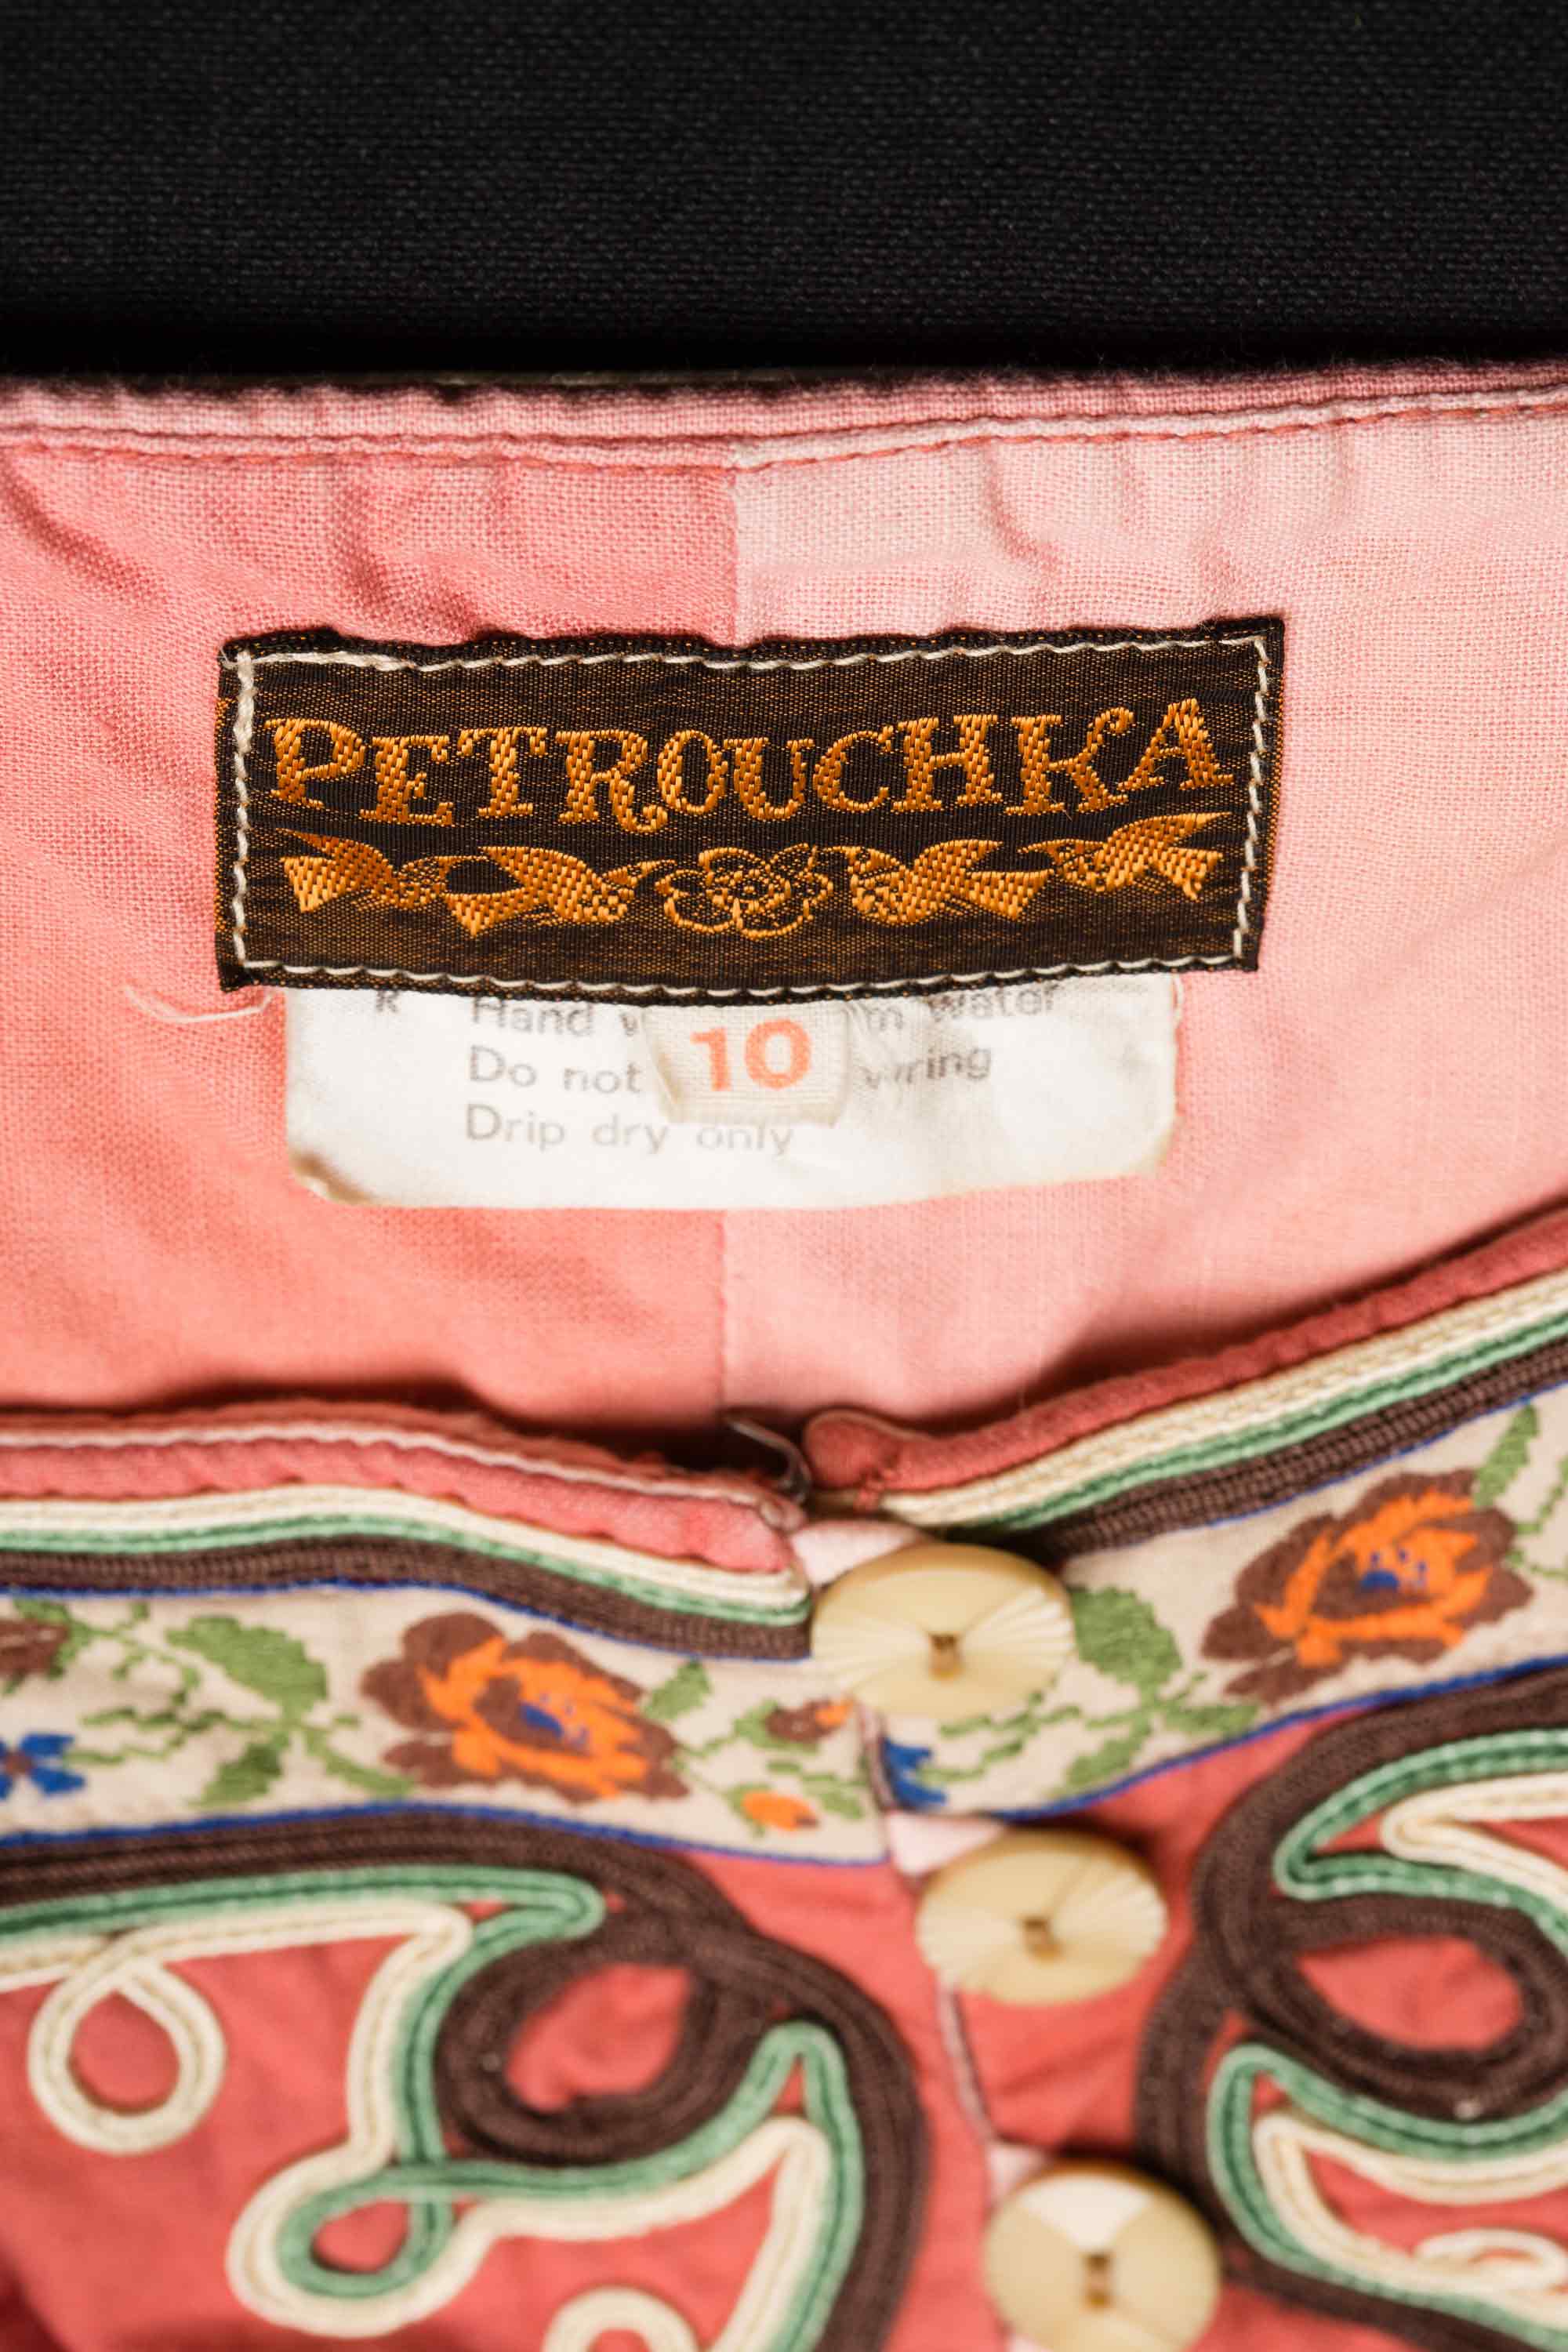 PETROUCHKA
R Hand water
10
Do not wring
Drip dry only